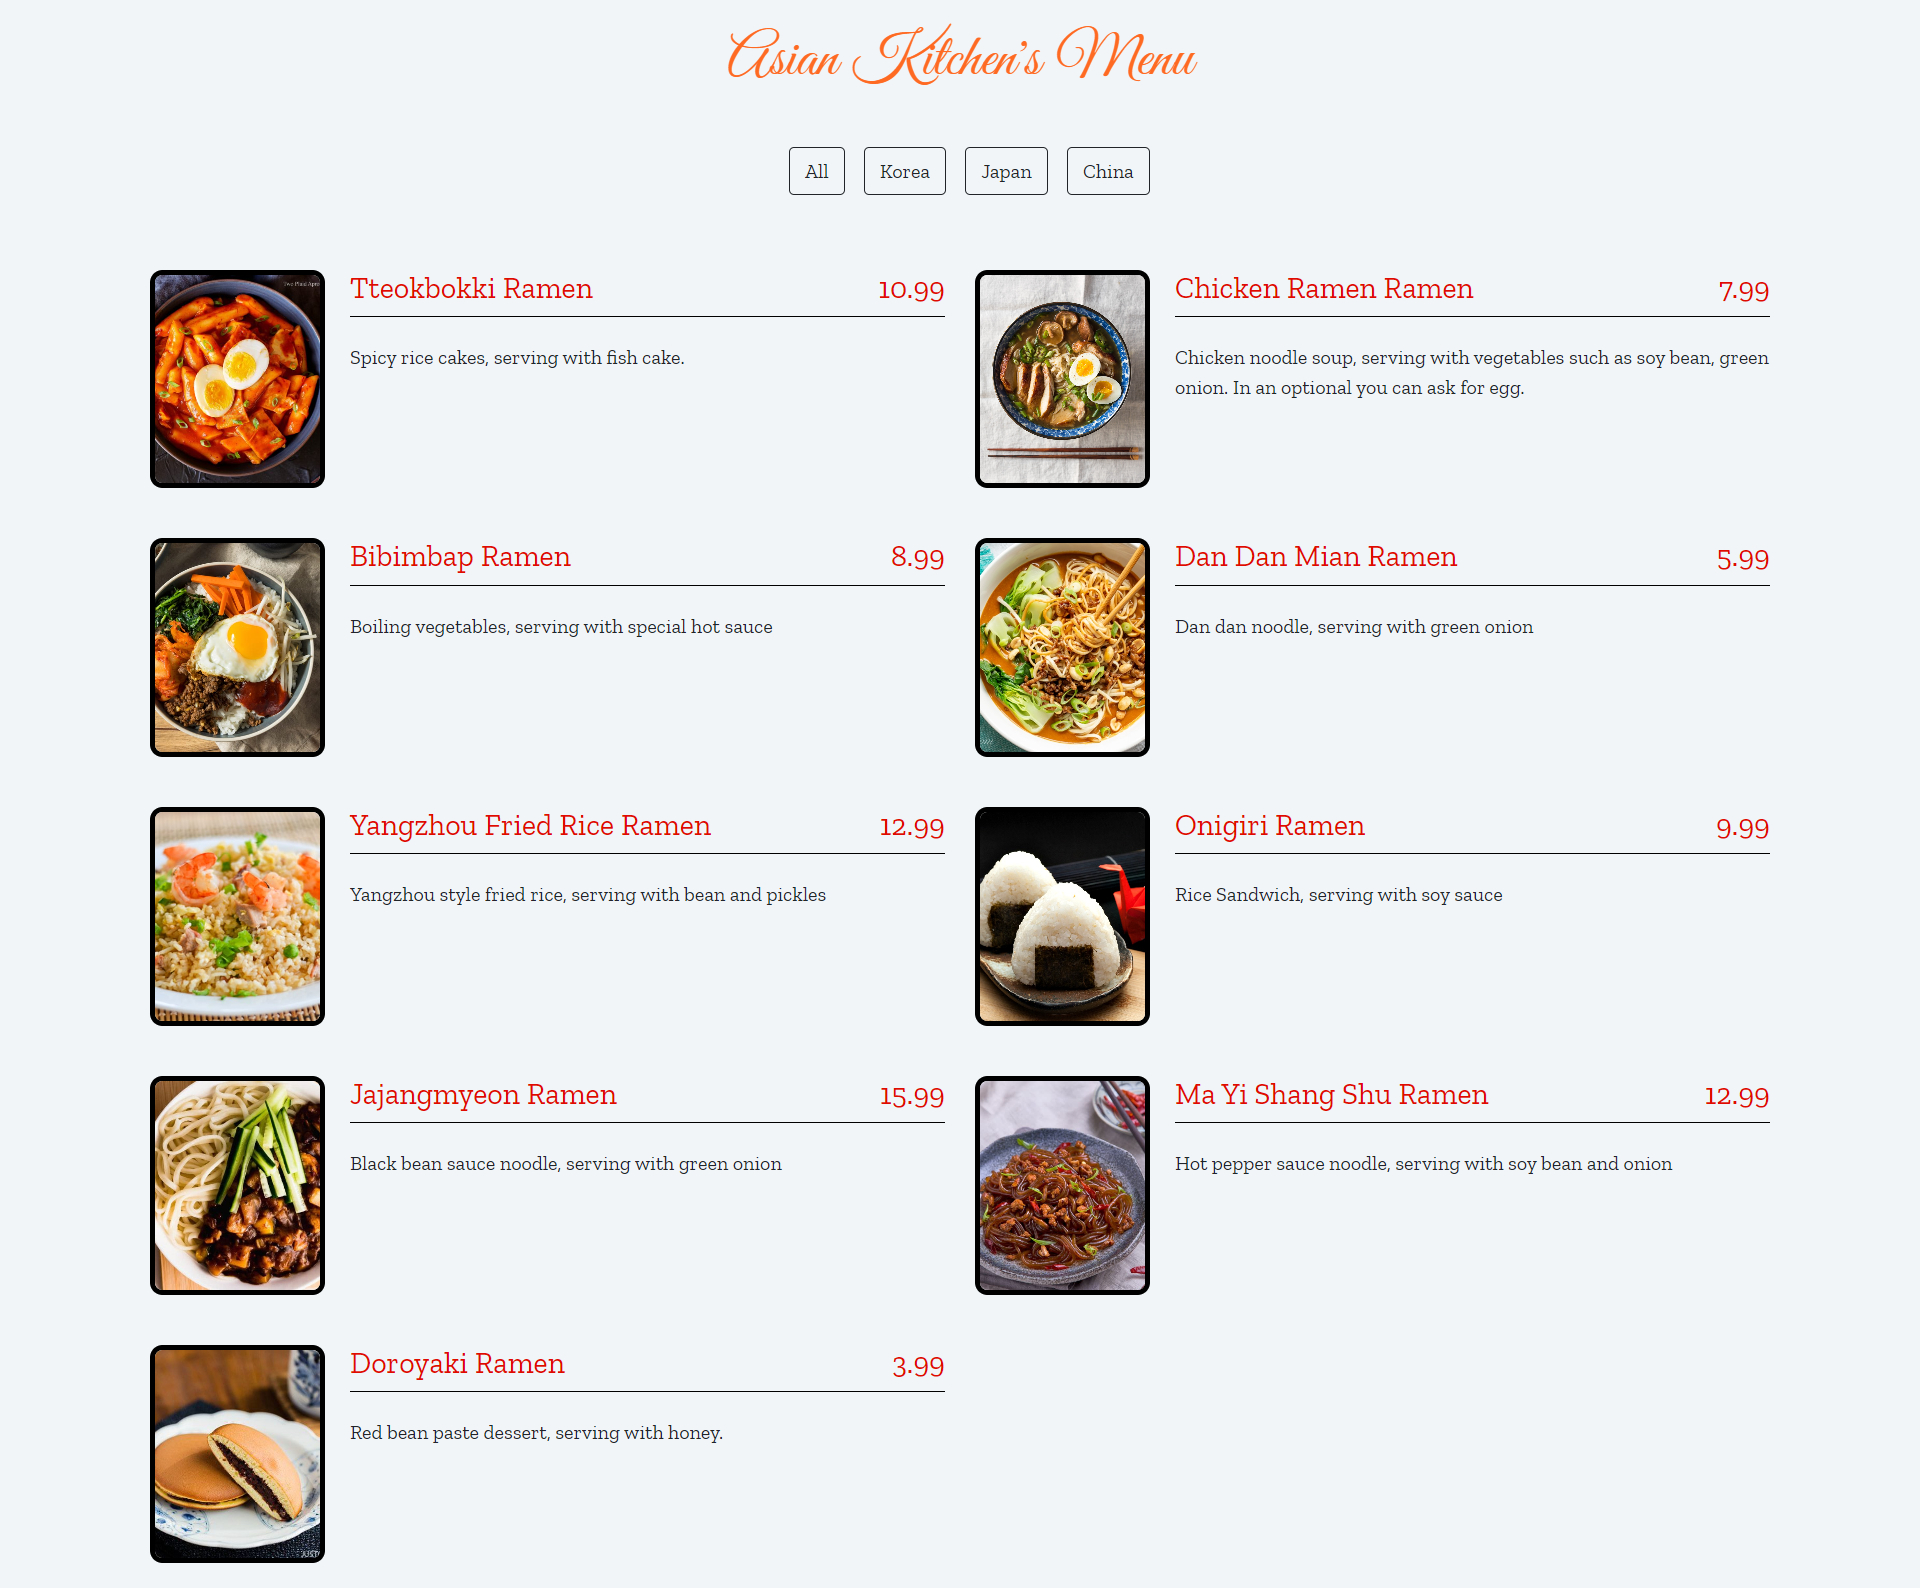 Asian Kitchen's Menu
All
Korea
Japan
China
Tteokbokki Ramen
10.99
Spicy rice cakes, serving with fish cake.
Chicken Ramen Ramen
7.99
Chicken noodle soup, serving with vegetables such as soy bean, green
onion. In an optional you can ask for egg.
Bibimbap Ramen
8.99
Boiling vegetables, serving with special hot sauce
Dan Dan Mian Ramen
5.99
Dan dan noodle, serving with green onion
Yangzhou Fried Rice Ramen
12.99
Yangzhou style fried rice, serving with bean and pickles
Onigiri Ramen
9.99
Rice Sandwich, serving with soy sauce
Jajangmyeon Ramen
15.99
Black bean sauce noodle, serving with green onion
Ma Yi Shang Shu Ramen
12.99
Hot pepper sauce noodle, serving with soy bean and onion
Doroyaki Ramen
3.99
Red bean paste dessert, serving with honey.